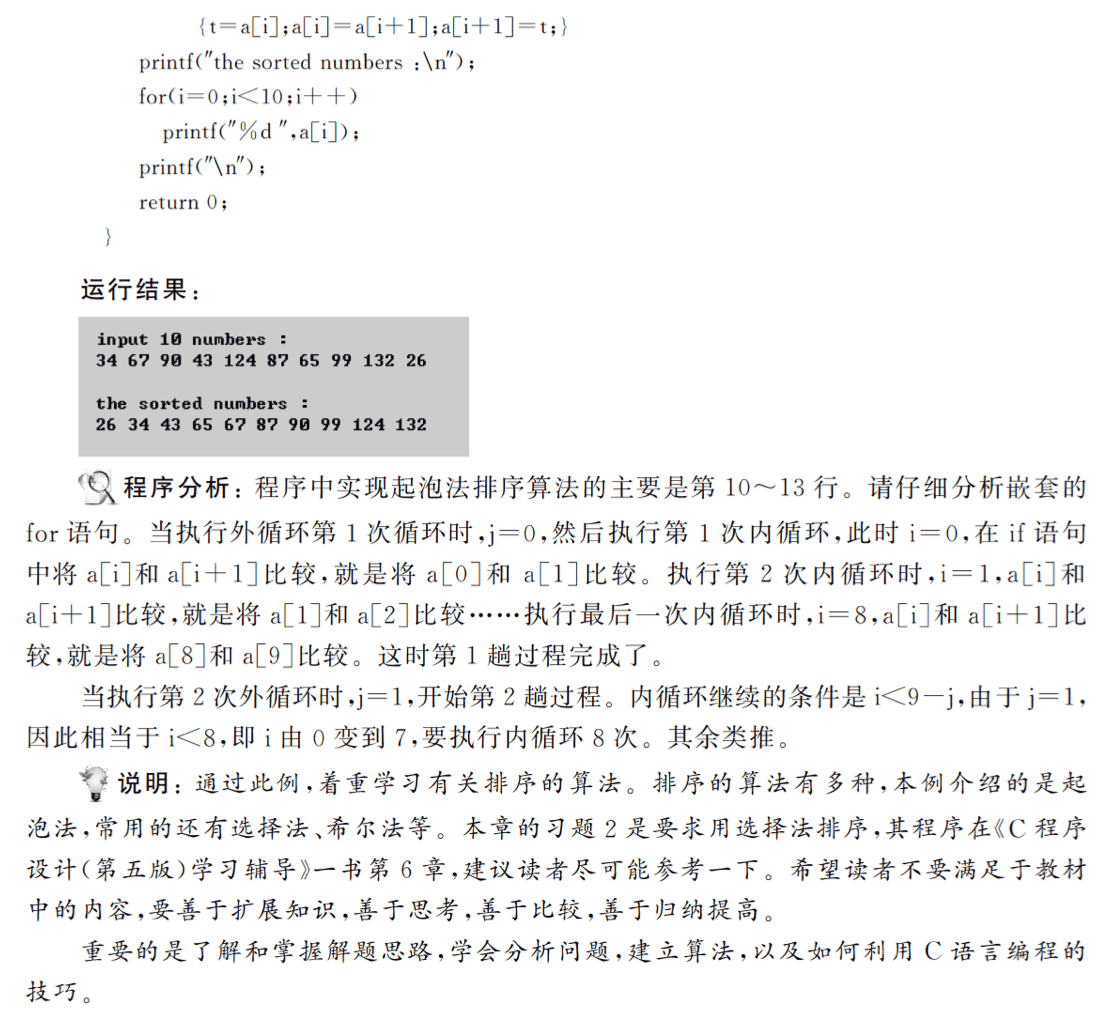 {t=a[i];a[i]=a[i+1];a[i+1]=t;}
printf("the sorted numbers :\n");
for(i=0;i<10;i++)
printf("%d ",a[i]);
printf("\n");
return 0;
}
运行结果：
input 10 numbers :
34 67 90 43 124 87 65 99 132 26
the sorted numbers :
26 34 43 65 67 87 90 99 124 132
程序分析：程序中实现起泡法排序算法的主要是第 10～13 行。请仔细分析嵌套的
for 语句。当执行外循环第 1 次循环时,j=0,然后执行第 1 次内循环,此时 i=0,在 if 语句
中将 a[i]和 a[i+1]比较,就是将 a[0]和 a[1]比较。执行第 2 次内循环时,i=1,a[i]和
a[i+1]比较,就是将 a[1]和 a[2]比较……执行最后一次内循环时,i=8,a[i]和 a[i+1]比
较,就是将 a[8]和 a[9]比较。这时第 1 趟过程完成了。
当执行第 2 次外循环时,j=1,开始第 2 趟过程。内循环继续的条件是 i<9-j,由于 j=1,
因此相当于 i<8,即 i 由 0 变到 7,要执行内循环 8 次。其余类推。
说明：通过此例,着重学习有关排序的算法。排序的算法有多种,本例介绍的是起
泡法,常用的还有选择法、希尔法等。本章的习题 2 是要求用选择法排序,其程序在《C 程序
设计(第五版)学习辅导》一书第 6 章,建议读者尽可能参考一下。希望读者不要满足于教材
中的内容,要善于扩展知识,善于思考,善于比较,善于归纳提高。
重要的是了解和掌握解题思路,学会分析问题,建立算法,以及如何利用 C 语言编程的
技巧。